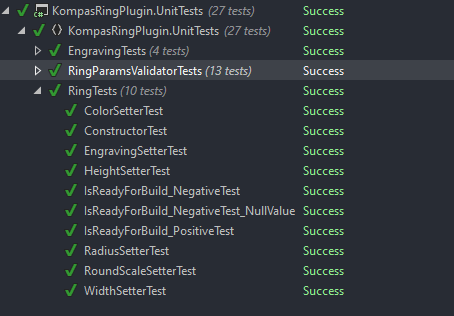 KompasRingPlugin.UnitTests (27 tests) Success
KompasRingPlugin.UnitTests (27 tests) Success
EngravingTests (4 tests) Success
RingParamsValidatorTests (13 tests) Success
RingTests (10 tests) Success
ColorSetterTest Success
ConstructorTest Success
EngravingSetterTest Success
HeightSetterTest Success
IsReadyForBuild_NegativeTest Success
IsReadyForBuild_NegativeTest_NullValue Success
IsReadyForBuild_PositiveTest Success
RadiusSetterTest Success
RoundScaleSetterTest Success
WidthSetterTest Success